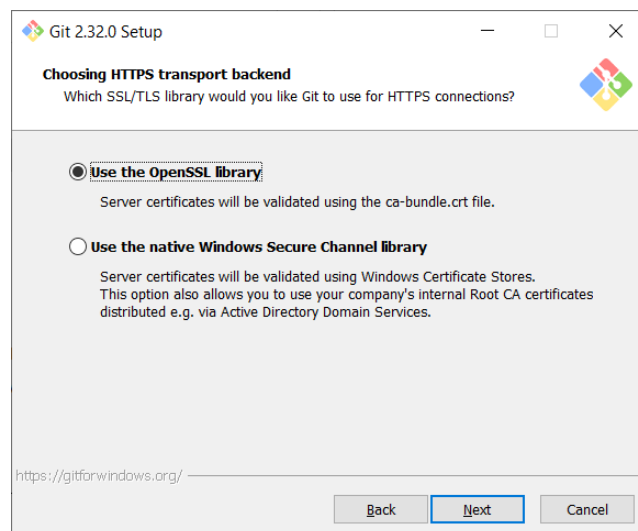 Git 2.32.0 Setup
Choosing HTTPS transport backend
Which SSL/TLS library would you like Git to use for HTTPS connections?
Use the OpenSSL library
Server certificates will be validated using the ca-bundle.crt file.
Use the native Windows Secure Channel library
Server certificates will be validated using Windows Certificate Stores.
This option also allows you to use your company's internal Root CA certificates
distributed e.g. via Active Directory Domain Services.
https://gitforwindows.org/
Back Next Cancel